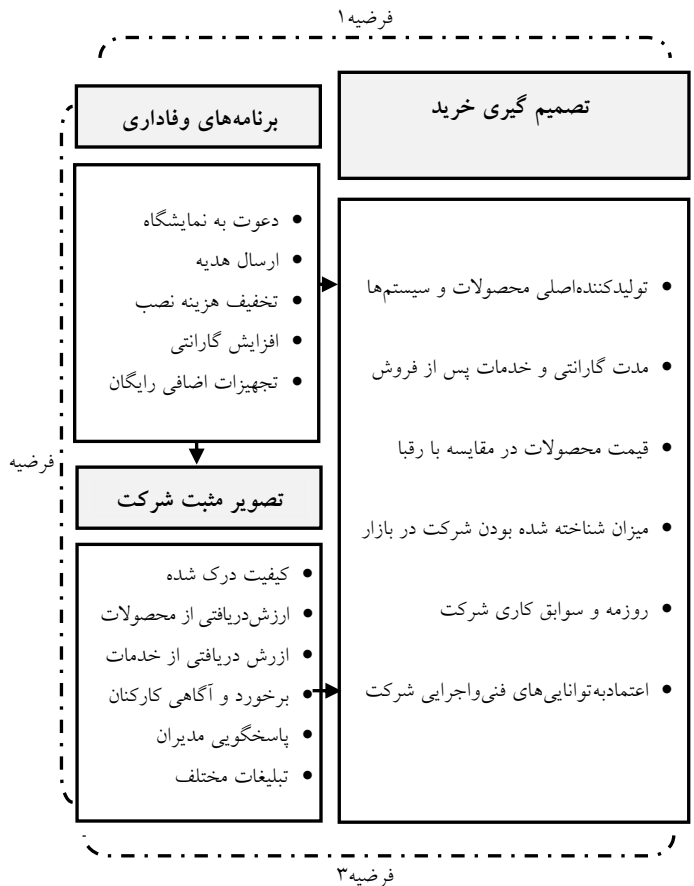 فرضیه۱
تصمیم گیری خرید
برنامه‌های وفاداری
• دعوت به نمایشگاه
• ارسال هدیه
• تخفیف هزینه نصب
• افزایش گارانتی
• تجهیزات اضافی رایگان
• تولیدکننده‌اصلی محصولات و سیستم‌ها
• مدت گارانتی و خدمات پس از فروش
• قیمت محصولات در مقایسه با رقبا
• میزان شناخته شده بودن شرکت در بازار
• روزمه و سوابق کاری شرکت
• اعتمادبه‌توانایی‌های فنی‌واجرایی شرکت
فرضیه
تصویر مثبت شرکت
• کیفیت درک شده
• ارزش‌دریافتی از محصولات
• ازرش دریافتی از خدمات
• برخورد و آگاهی کارکنان
• پاسخگویی مدیران
• تبلیغات مختلف
فرضیه۳